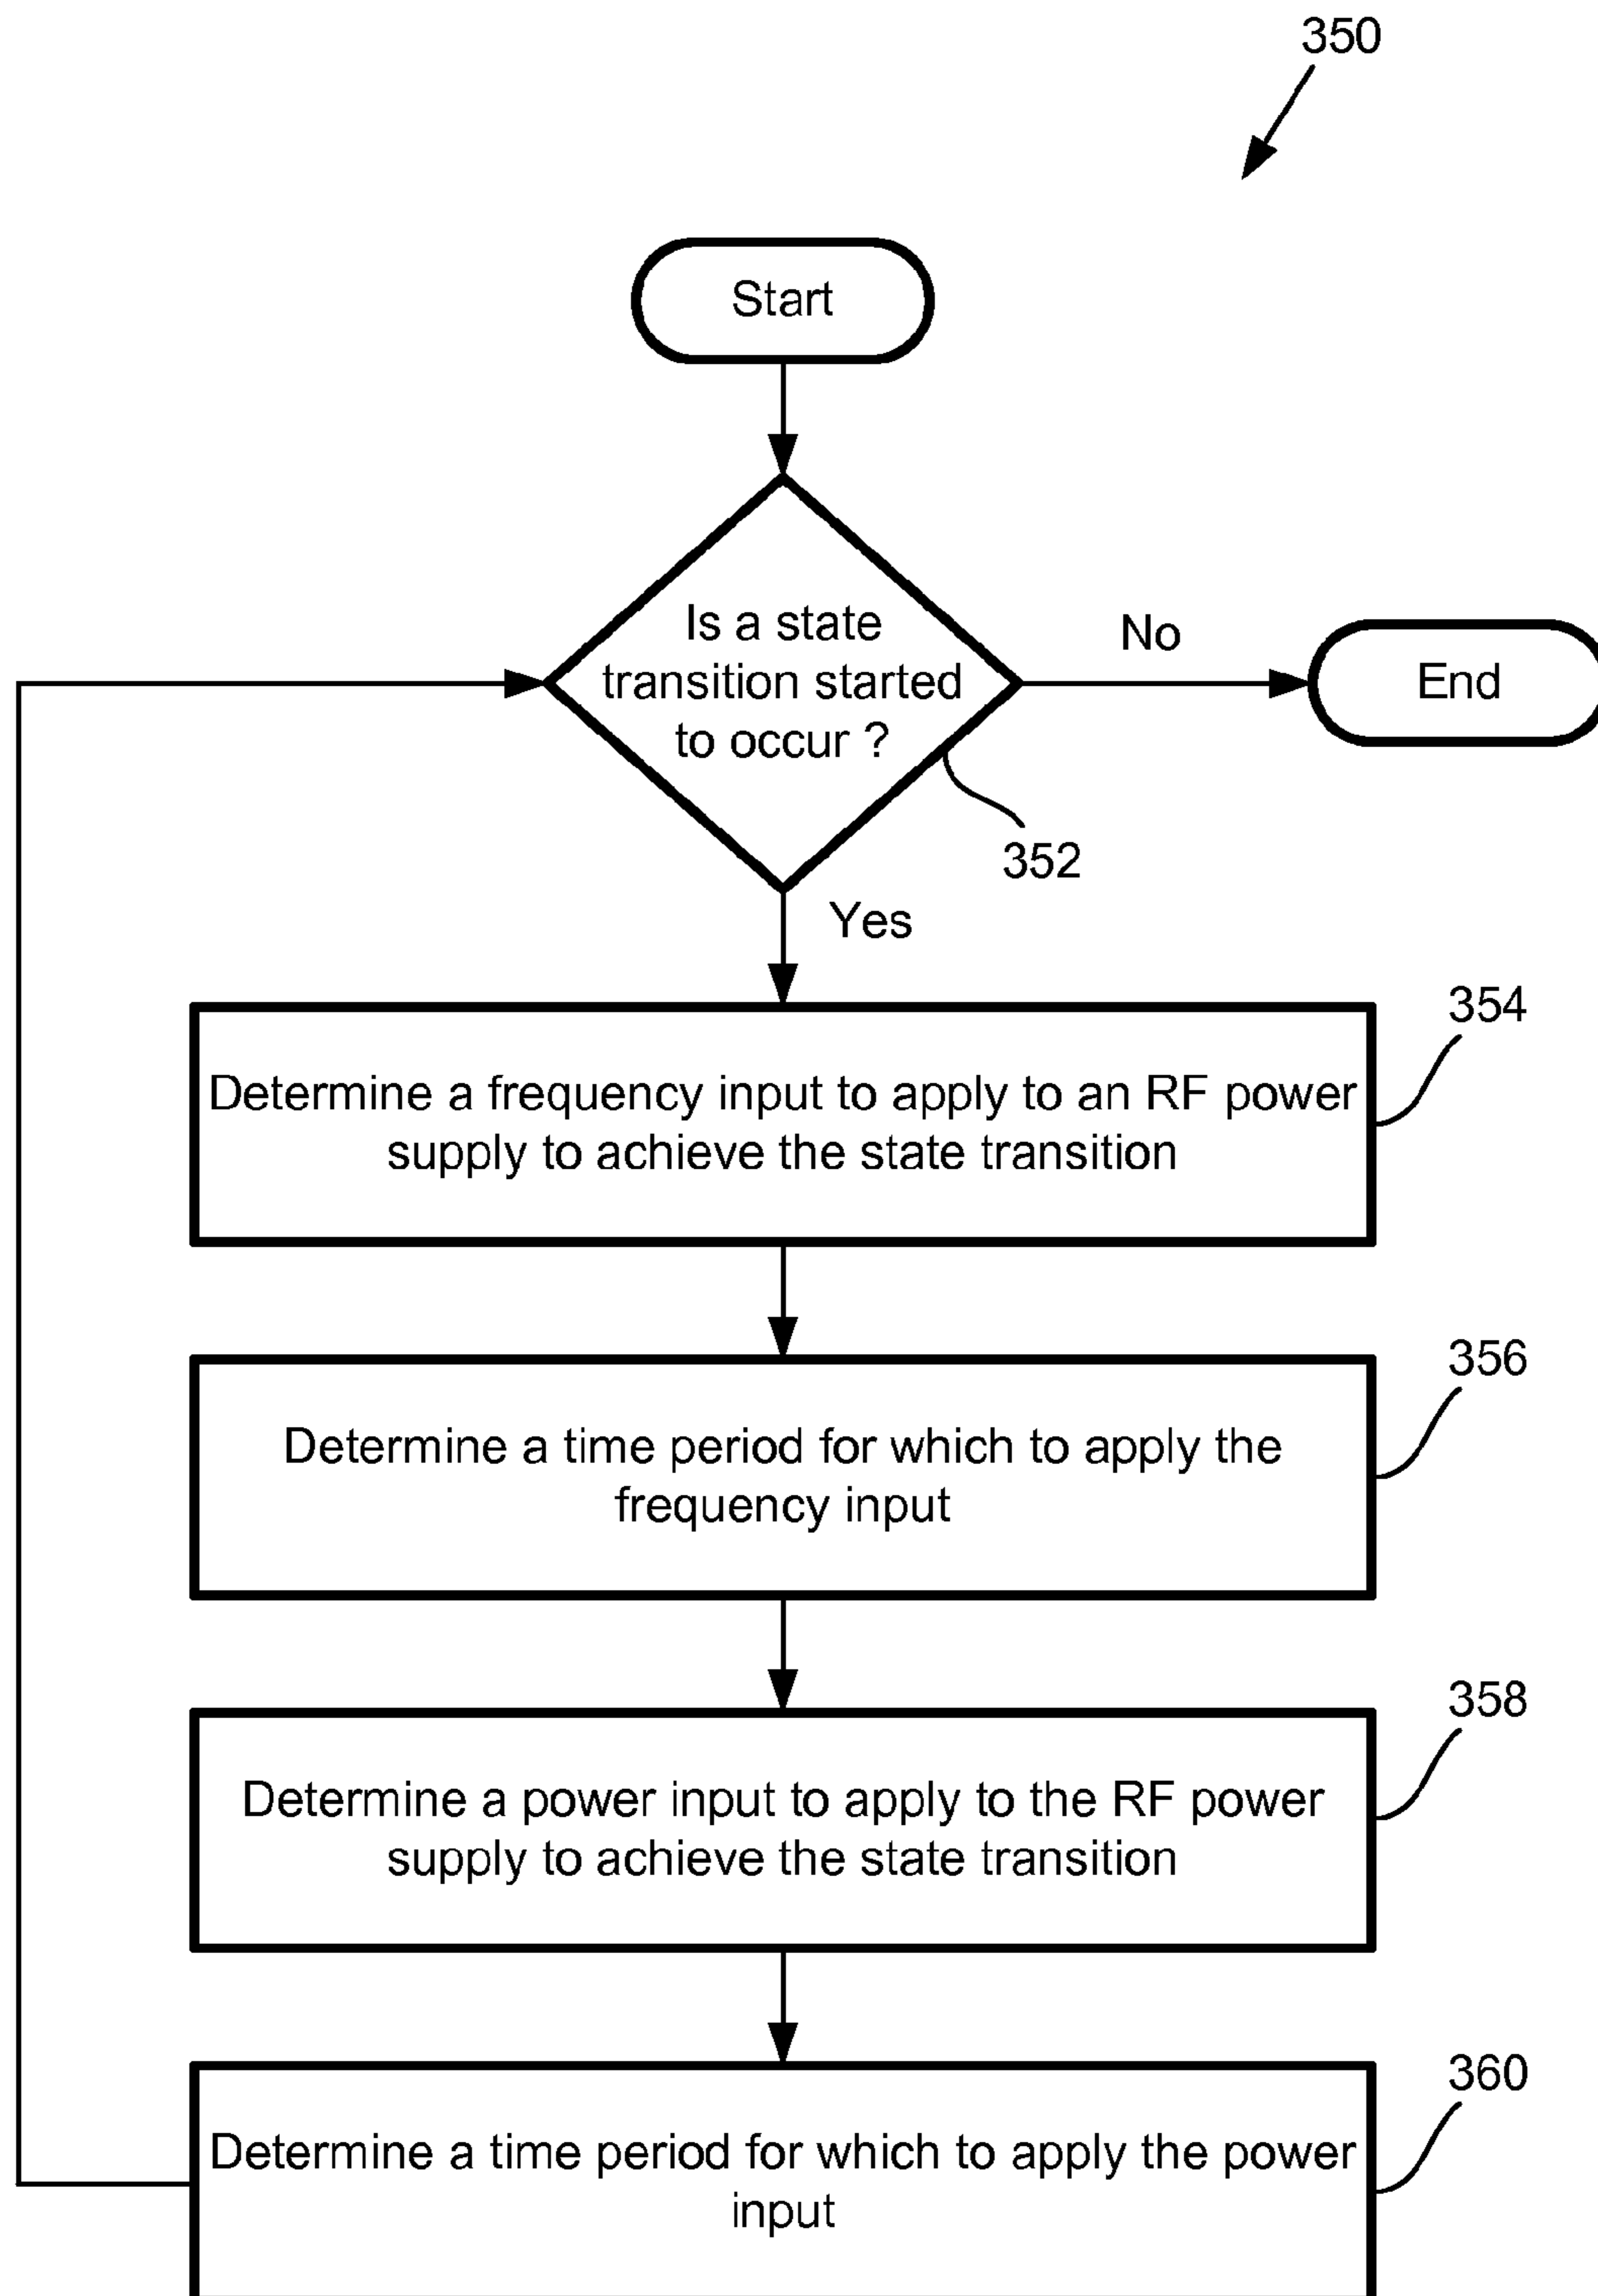 350
Start
Is a state
transition started
to occur ?
No
End
352
Yes
354
Determine a frequency input to apply to an RF power
supply to achieve the state transition
356
Determine a time period for which to apply the
frequency input
358
Determine a power input to apply to the RF power
supply to achieve the state transition
360
Determine a time period for which to apply the power
input